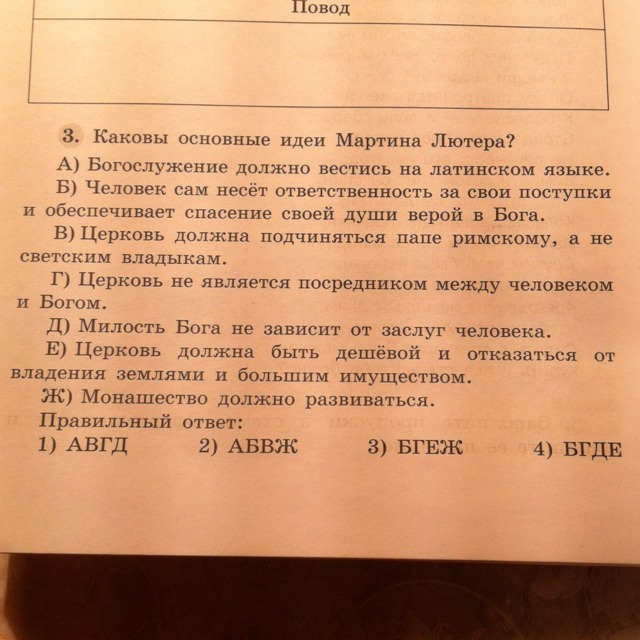 Повод
3. Каковы основные идеи Мартина Лютера?
А) Богослужение должно вестись на латинском языке.
Б) Человек сам несёт ответственность за свои поступки
и обеспечивает спасение своей души верой в Бога.
В) Церковь должна подчиняться папе римскому, а не
светским владыкам.
Г) Церковь не является посредником между человеком
и Богом.
Д) Милость Бога не зависит от заслуг человека.
Е) Церковь должна быть дешёвой и отказаться от
владения землями и большим имуществом.
Ж) Монашество должно развиваться.
Правильный ответ:
1) АВГД 2) АБВЖ 3) БГЕЖ 4) БГДЕ